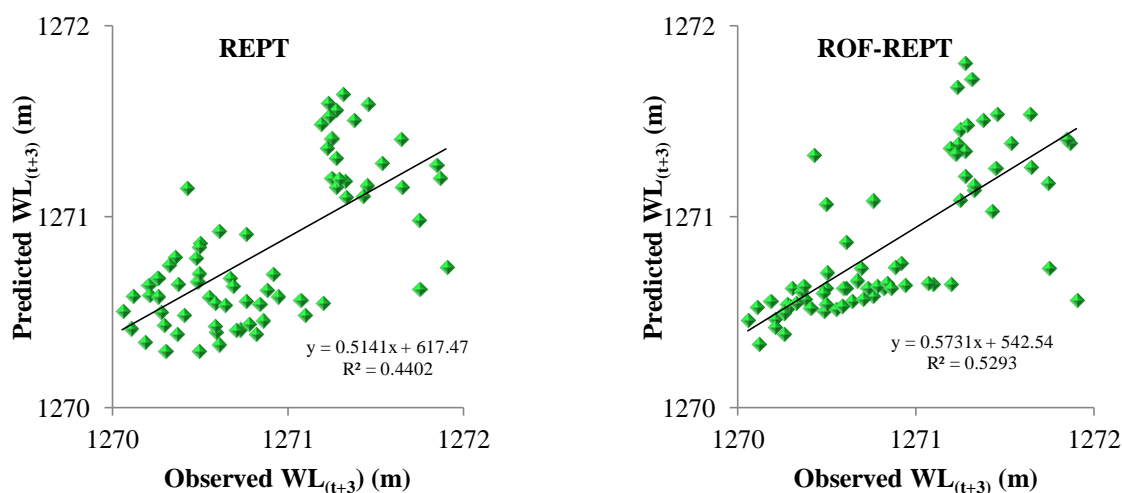 REPT
1272
1271
1270
Predicted WL(t+3) (m)
y = 0.5141x + 617.47
R² = 0.4402
1270 1271 1272
Observed WL(t+3) (m)
ROF-REPT
1272
1271
1270
Predicted WL(t+3) (m)
y = 0.5731x + 542.54
R² = 0.5293
1270 1271 1272
Observed WL(t+3) (m)